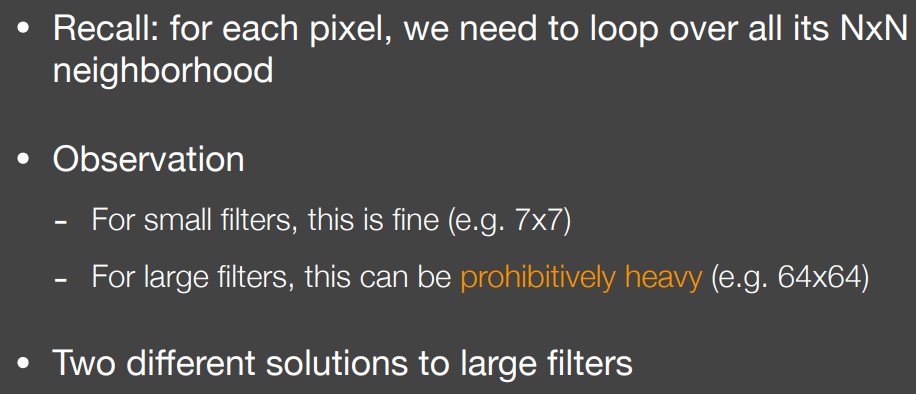 • Recall: for each pixel, we need to loop over all its NxN
neighborhood
• Observation
- For small filters, this is fine (e.g. 7x7)
- For large filters, this can be prohibitively heavy (e.g. 64x64)
• Two different solutions to large filters